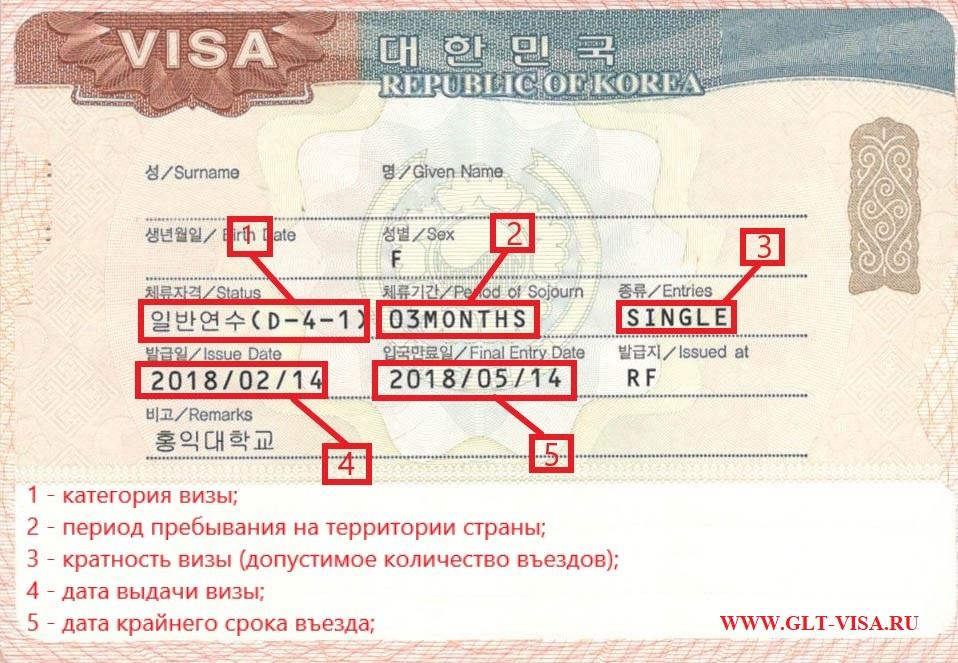 VISA
대한민국
REPUBLIC OF KOREA
성/Surname 명/Given Name
생년월일/Birth Date 성별/Sex
1 F 2 3
체류자격/Status 체류기간/Period of Sojourn 종류/Entries
일반연수(D-4-1) 03MONTHS SINGLE
발급일/Issue Date 입국만료일/Final Entry Date 발급지/Issued at
2018/02/14 2018/05/14 RF
비고/Remarks
홍익대학교
4 5
1 - категория визы;
2 - период пребывания на территории страны;
3 - кратность визы (допустимое количество въездов);
4 - дата выдачи визы;
5 - дата крайнего срока въезда;
WWW.GLT-VISA.RU